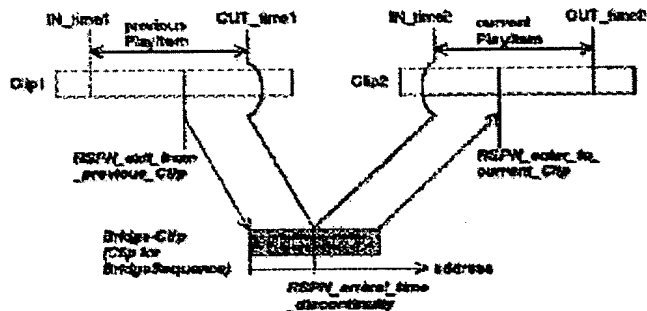 IN_time1
previous
PlayItem
OUT_time1
IN_time2
current
PlayItem
OUT_time2
Clip1
Clip2
RSPN_exit_from
_previous_Clip
RSPN_enter_to_
current_Clip
Bridge-Clip
(Clip for
BridgeSequence)
address
RSPN_arrival_time
_discontinuity